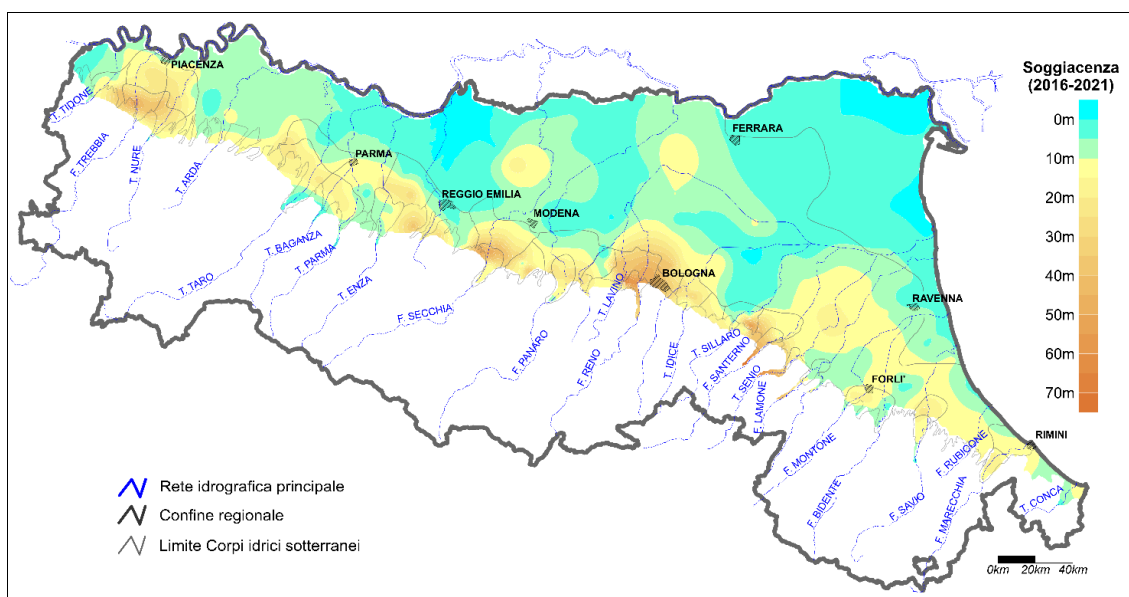 Soggiacenza
(2016-2021)
0m
10m
20m
30m
40m
50m
60m
70m
PIACENZA
T. TIDONE
F. TREBBIA
T. NURE
T. ARDA
PARMA
REGGIO EMILIA
MODENA
FERRARA
BOLOGNA
RAVENNA
FORLI'
RIMINI
T. TARO
T. BAGANZA
T. PARMA
T. ENZA
F. SECCHIA
F. PANARO
F. RENO
T. LAVINO
T. IDICE
T. SILLARO
F. SANTERNO
T. SENIO
F. LAMONE
F. MONTONE
F. BIDENTE
F. SAVIO
F. RUBICONE
F. MARECCHIA
T. CONCA
Rete idrografica principale
Confine regionale
Limite Corpi idrici sotterranei
0km 20km 40km